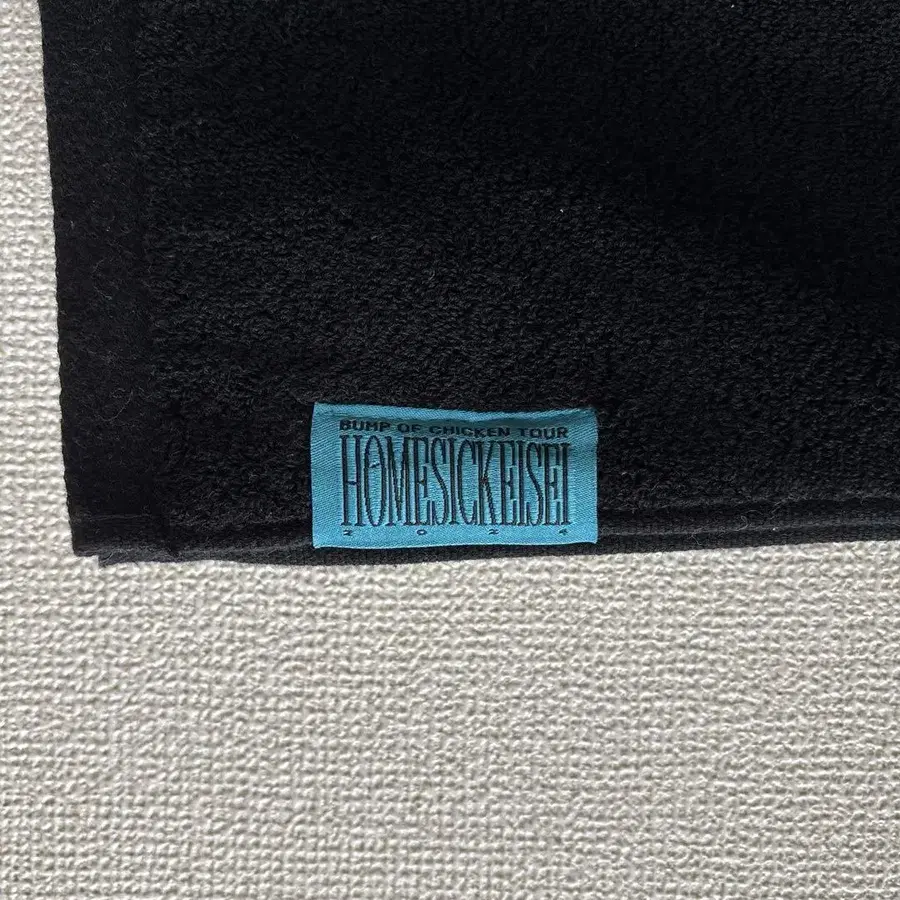 BUMP OF CHICKEN TOUR
HOMESICKEISEI
2024